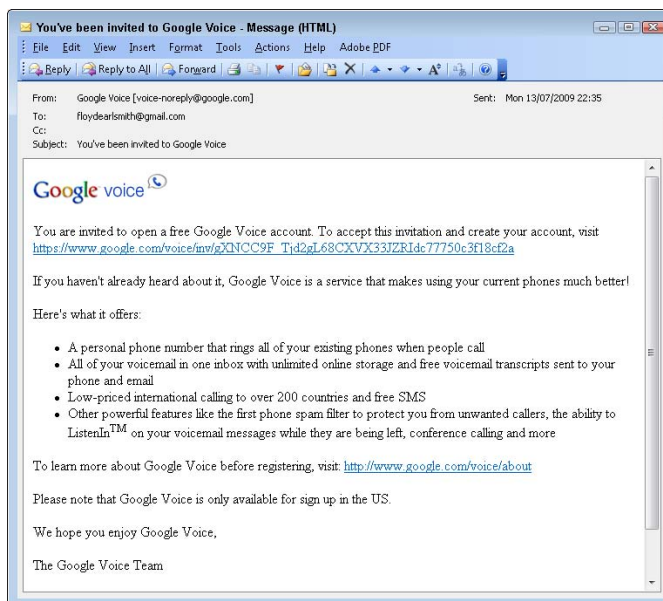 You've been invited to Google Voice - Message (HTML)
File Edit View Insert Format Tools Actions Help Adobe PDF
Reply Reply to All Forward
From: Google Voice [voice-noreply@google.com] Sent: Mon 13/07/2009 22:35
To: floydearlsmith@gmail.com
Cc:
Subject: You've been invited to Google Voice
Google voice
You are invited to open a free Google Voice account. To accept this invitation and create your account, visit
https://www.google.com/voice/inv/gXNCC9F_Tjd2gL68CXVX33JZRIdc77750c3f18cf2a
If you haven't already heard about it, Google Voice is a service that makes using your current phones much better!
Here's what it offers:
• A personal phone number that rings all of your existing phones when people call
• All of your voicemail in one inbox with unlimited online storage and free voicemail transcripts sent to your
phone and email
• Low-priced international calling to over 200 countries and free SMS
• Other powerful features like the first phone spam filter to protect you from unwanted callers, the ability to
ListenIn™ on your voicemail messages while they are being left, conference calling and more
To learn more about Google Voice before registering, visit: http://www.google.com/voice/about
Please note that Google Voice is only available for sign up in the US.
We hope you enjoy Google Voice,
The Google Voice Team